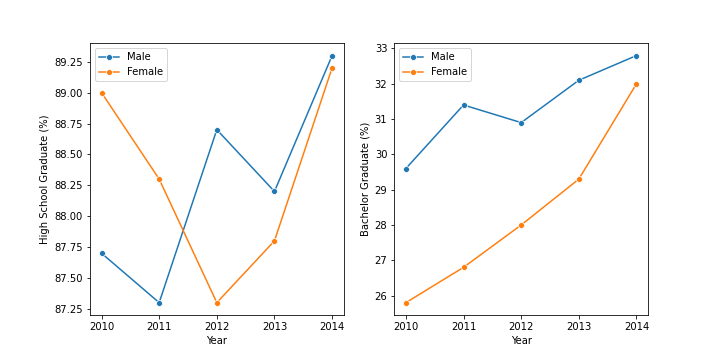 High School Graduate (%)
89.25
89.00
88.75
88.50
88.25
88.00
87.75
87.50
87.25
Male
Female
2010 2011 2012 2013 2014
Year
Bachelor Graduate (%)
33
32
31
30
29
28
27
26
Male
Female
2010 2011 2012 2013 2014
Year